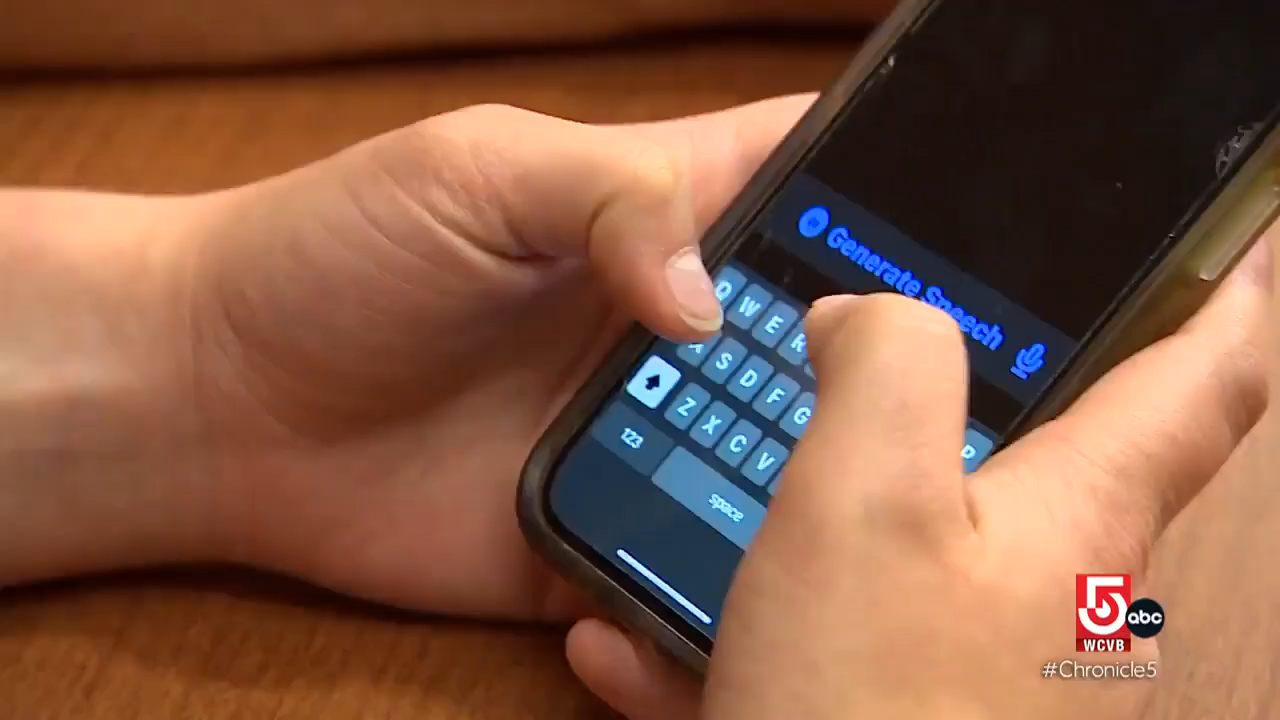 Generate Speech
Q W E R
S D F G
Z X C V
P
123
space
5
abc
WCVB
#Chronicle5